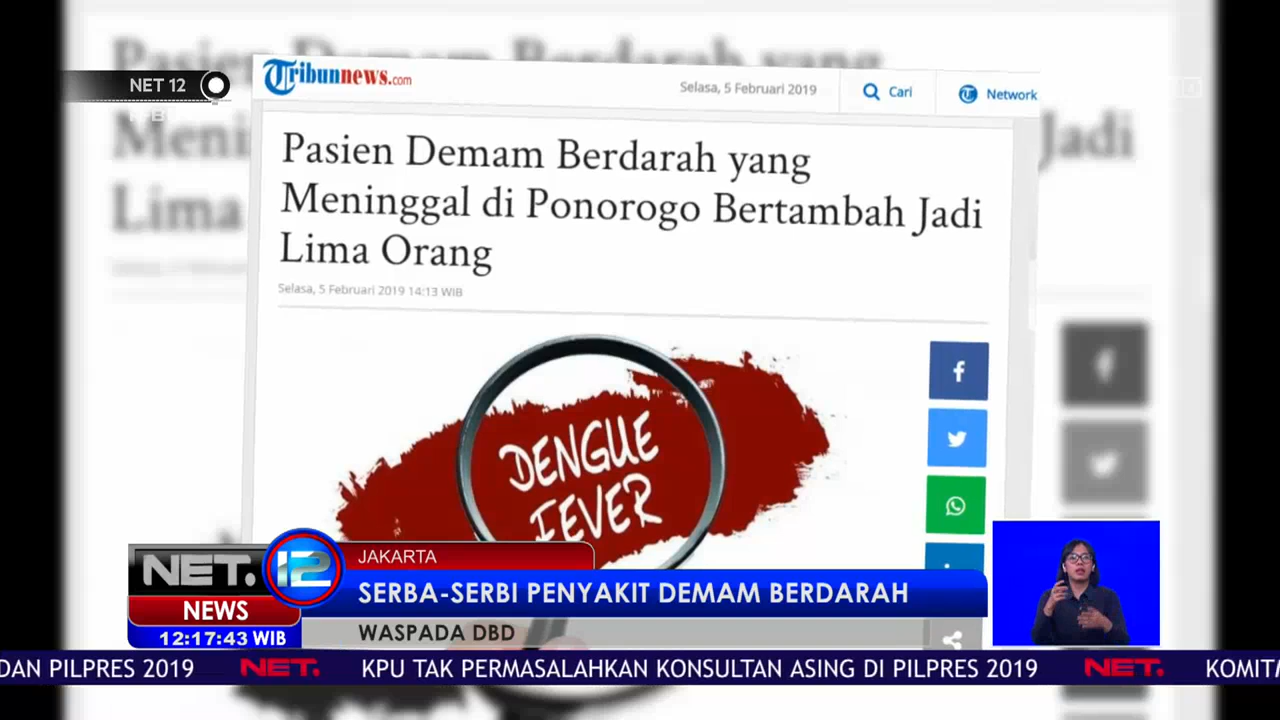 NET 12
Tribunnews.com
Selasa, 5 Februari 2019
Cari
Network
Pasien Demam Berdarah yang
Meninggal di Ponorogo Bertambah Jadi
Lima Orang
Selasa, 5 Februari 2019 14:13 WIB
DENGUE
FEVER
NET. 12
NEWS
12:17:43 WIB
JAKARTA
SERBA-SERBI PENYAKIT DEMAM BERDARAH
WASPADA DBD
DAN PILPRES 2019 NET. KPU TAK PERMASALAHKAN KONSULTAN ASING DI PILPRES 2019 NET.